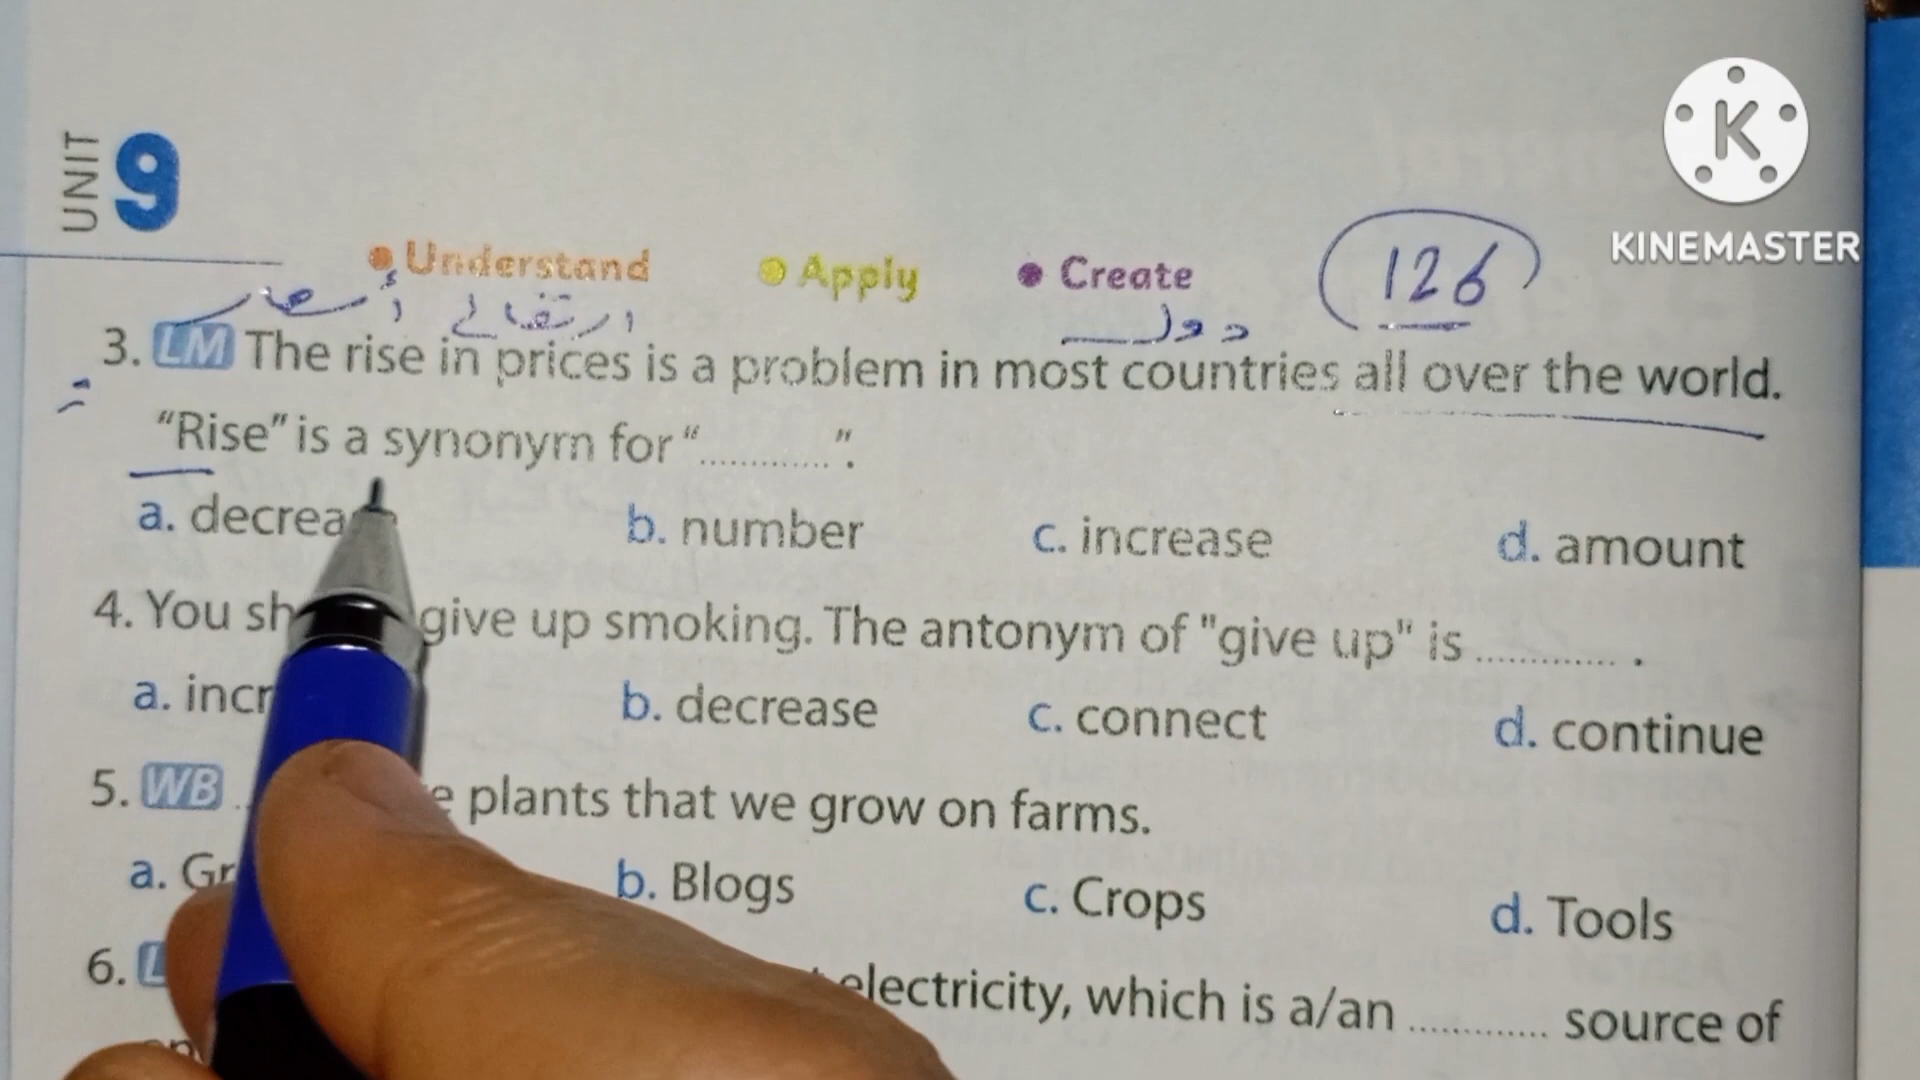 UNIT 9
Understand Apply Create 126
KINEMASTER
أسعار ارتفاع دول
3. LM The rise in prices is a problem in most countries all over the world.
=
"Rise" is a synonym for "............".
a. decrea b. number c. increase d. amount
4. You sh give up smoking. The antonym of "give up" is ............ .
a. incr b. decrease c. connect d. continue
5. WB plants that we grow on farms.
a. Gr b. Blogs c. Crops d. Tools
6. L electricity, which is a/an ............ source of